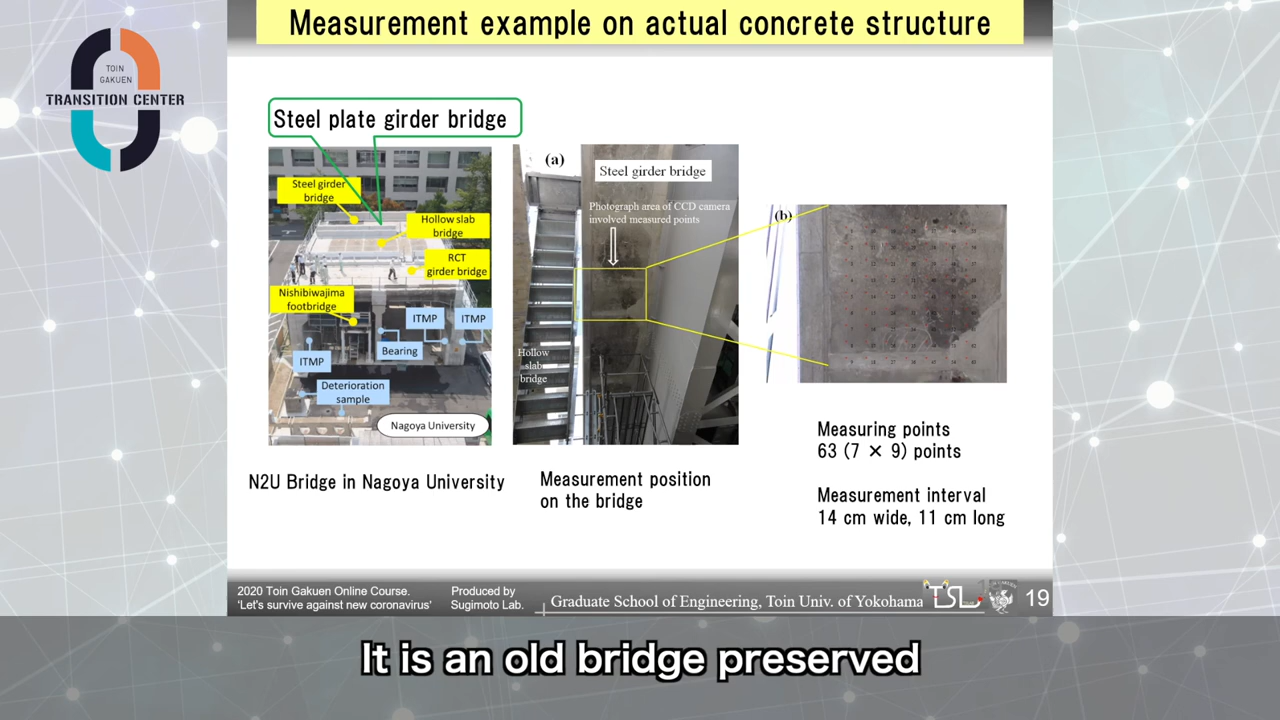 Measurement example on actual concrete structure
TOIN
GAKUEN
TRANSITION CENTER
Steel plate girder bridge
Steel girder
bridge
Hollow slab
bridge
RCT
girder bridge
Nishibiwajima
footbridge
ITMP
ITMP
Bearing
ITMP
Deterioration
sample
Nagoya University
(a)
Steel girder bridge
Photograph area of CCD camera
involved measured points
Hollow
slab
bridge
(b)
N2U Bridge in Nagoya University
Measurement position
on the bridge
Measuring points
63 (7 × 9) points
Measurement interval
14 cm wide, 11 cm long
2020 Toin Gakuen Online Course.
'Let's survive against new coronavirus'
Produced by
Sugimoto Lab.
Graduate School of Engineering, Toin Univ. of Yokohama
TSL
19
It is an old bridge preserved